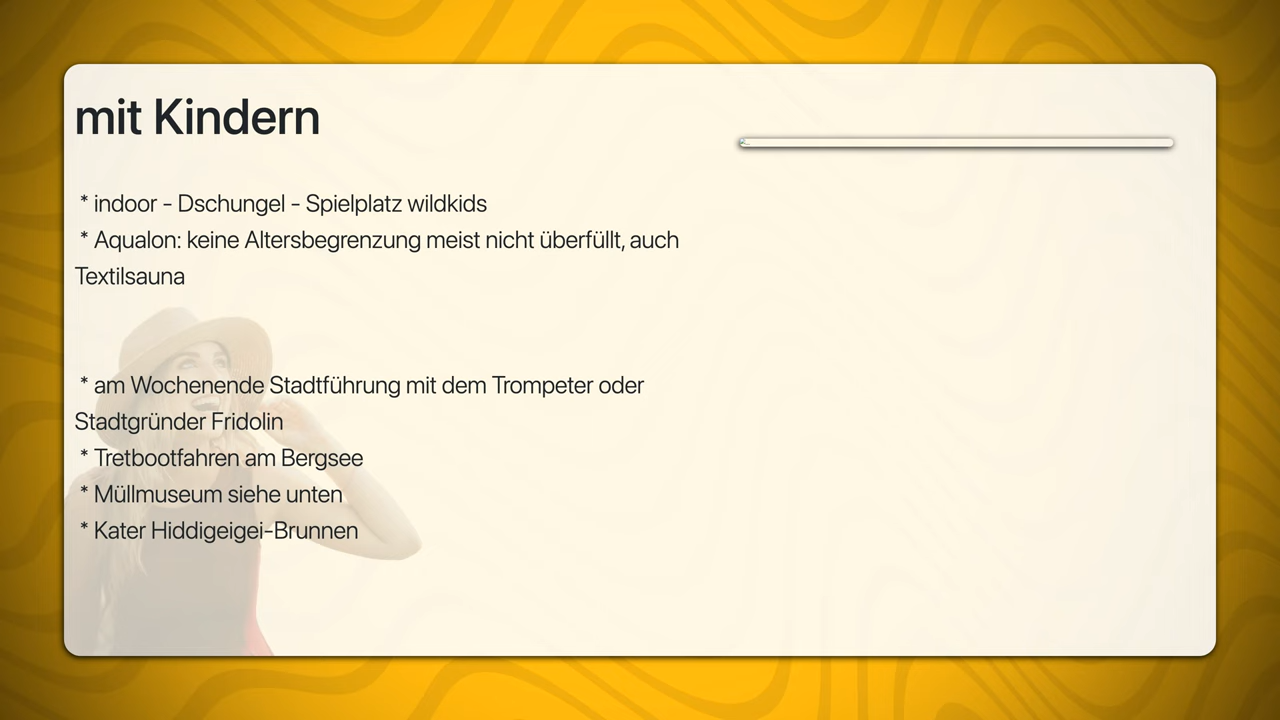 mit Kindern
* indoor - Dschungel - Spielplatz wildkids
* Aqualon: keine Altersbegrenzung meist nicht überfüllt, auch
Textilsauna
* am Wochenende Stadtführung mit dem Trompeter oder
Stadtgründer Fridolin
* Tretbootfahren am Bergsee
* Müllmuseum siehe unten
* Kater Hiddigeigei-Brunnen